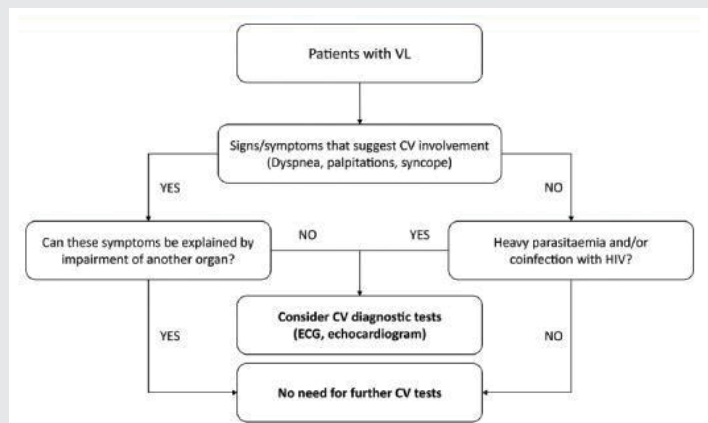 Patients with VL
Signs/symptoms that suggest CV involvement
(Dyspnea, palpitations, syncope)
YES
NO
Can these symptoms be explained by
impairment of another organ?
NO
YES
Heavy parasitaemia and/or
coinfection with HIV?
Consider CV diagnostic tests
(ECG, echocardiogram)
YES
NO
No need for further CV tests